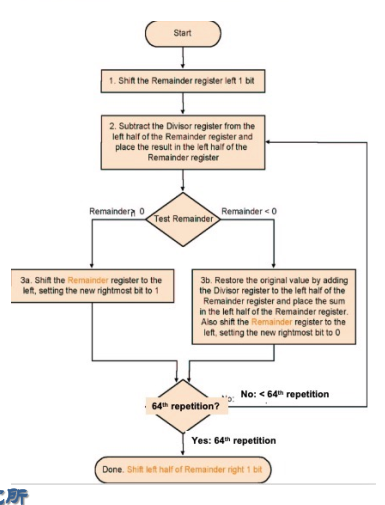 Start
1. Shift the Remainder register left 1 bit
2. Subtract the Divisor register from the
left half of the Remainder register and
place the result in the left half of the
Remainder register
Remainder≥ 0
Test Remainder
Remainder < 0
3a. Shift the Remainder register to the
left, setting the new rightmost bit to 1
3b. Restore the original value by adding
the Divisor register to the left half of the
Remainder register and place the sum
in the left half of the Remainder register.
Also shift the Remainder register to the
left, setting the new rightmost bit to 0
64th repetition?
No:
No: < 64th repetition
Yes: 64th repetition
Done. Shift left half of Remainder right 1 bit
所